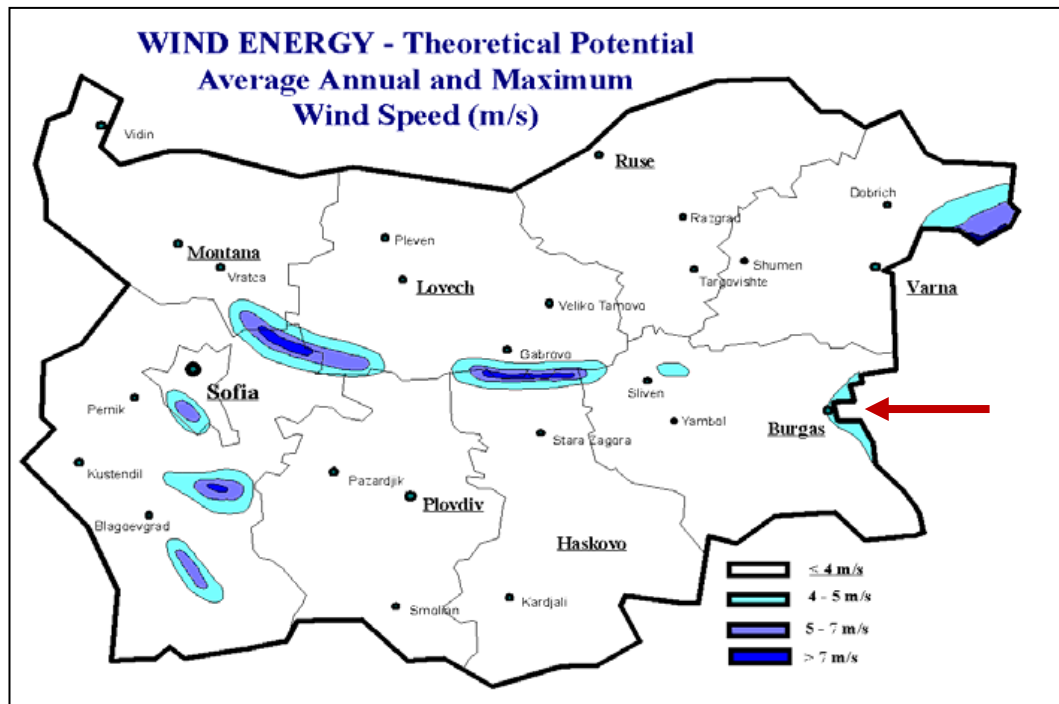 WIND ENERGY - Theoretical Potential
Average Annual and Maximum
Wind Speed (m/s)
Vidin
Ruse
Dobrich
Razgrad
Pleven
Montana
Vratca
Shumen
Targovishte
Lovech
Varna
Veliko Tarnovo
Gabrovo
Sofia
Sliven
Pernik
Yambol
Burgas
Stara Zagora
Kustendil
Pazardjik
Plovdiv
Blagoevgrad
Haskovo
< 4 m/s
4 - 5 m/s
Smolian
Kardjali
5 - 7 m/s
> 7 m/s